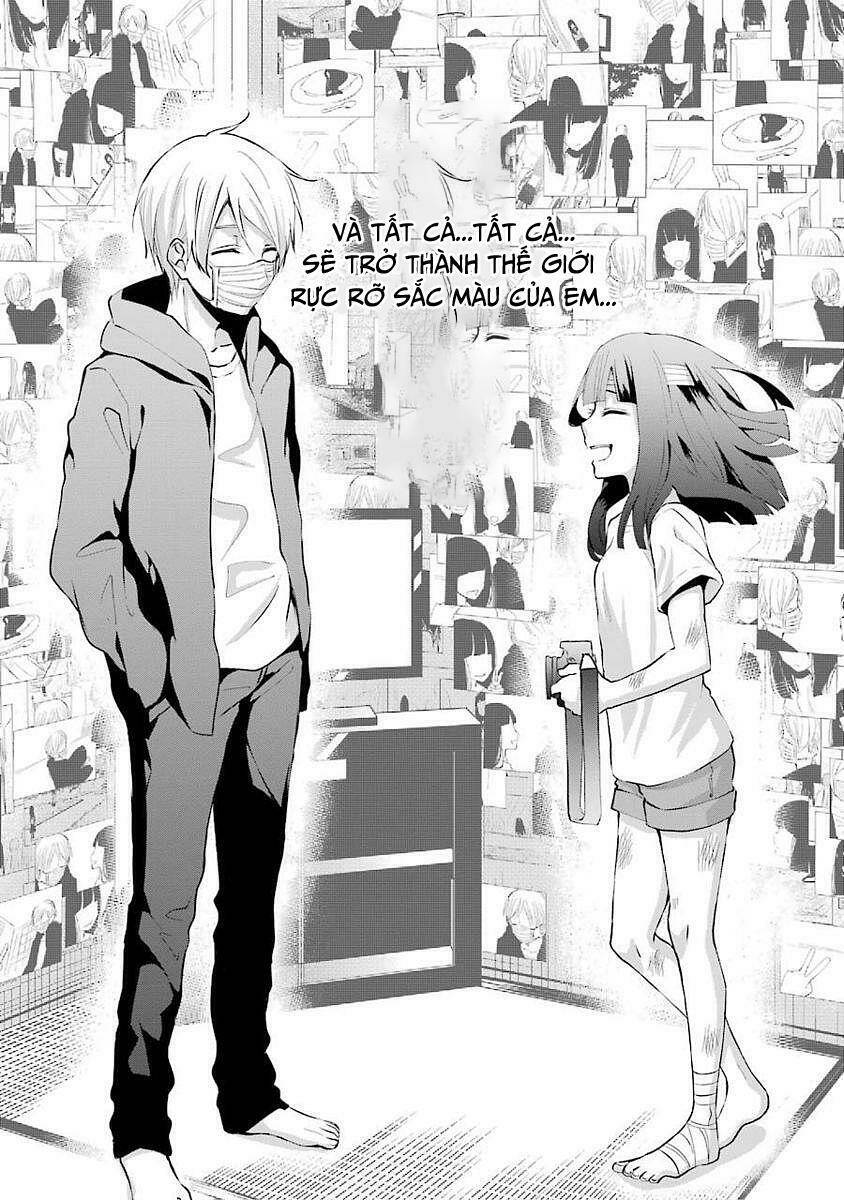 VÀ TẤT CẢ...TẤT CẢ...
SẼ TRỞ THÀNH THẾ GIỚI
RỰC RỠ SẮC MÀU CỦA EM...